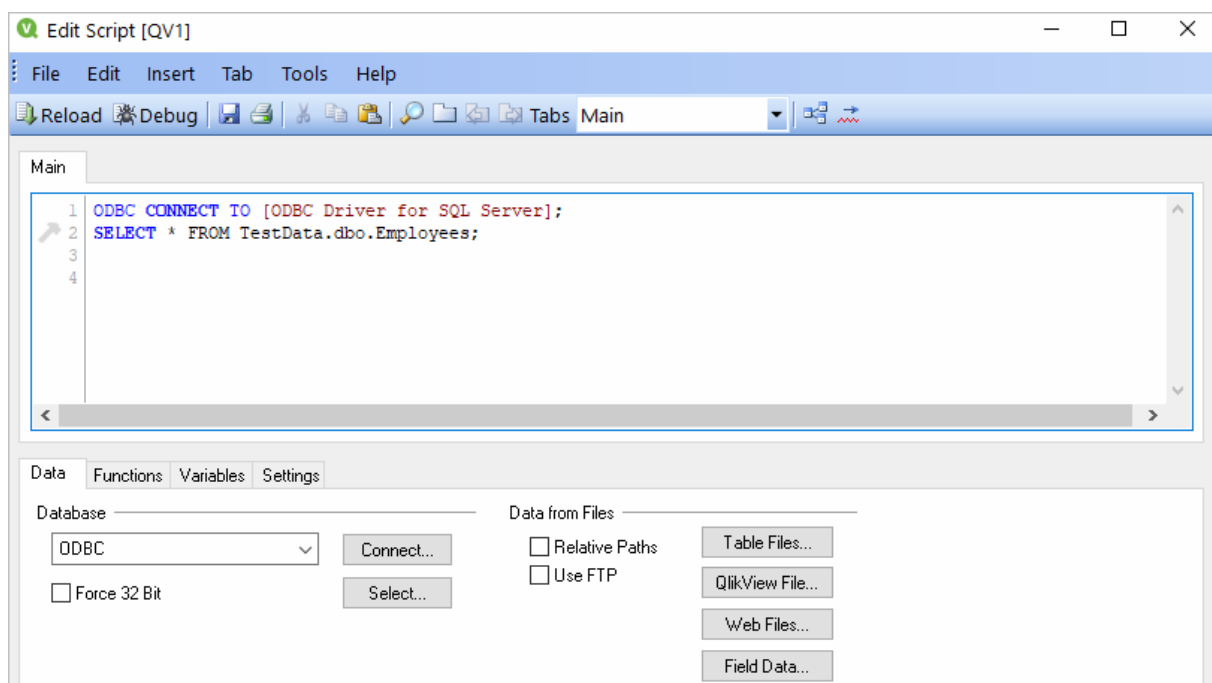 Edit Script [QV1]
File Edit Insert Tab Tools Help
Reload Debug Tabs Main
Main
1 ODBC CONNECT TO [ODBC Driver for SQL Server];
2 SELECT * FROM TestData.dbo.Employees;
3
4
Data Functions Variables Settings
Database Data from Files
ODBC Connect... Relative Paths Table Files...
Force 32 Bit Select... Use FTP QlikView File...
Web Files...
Field Data...